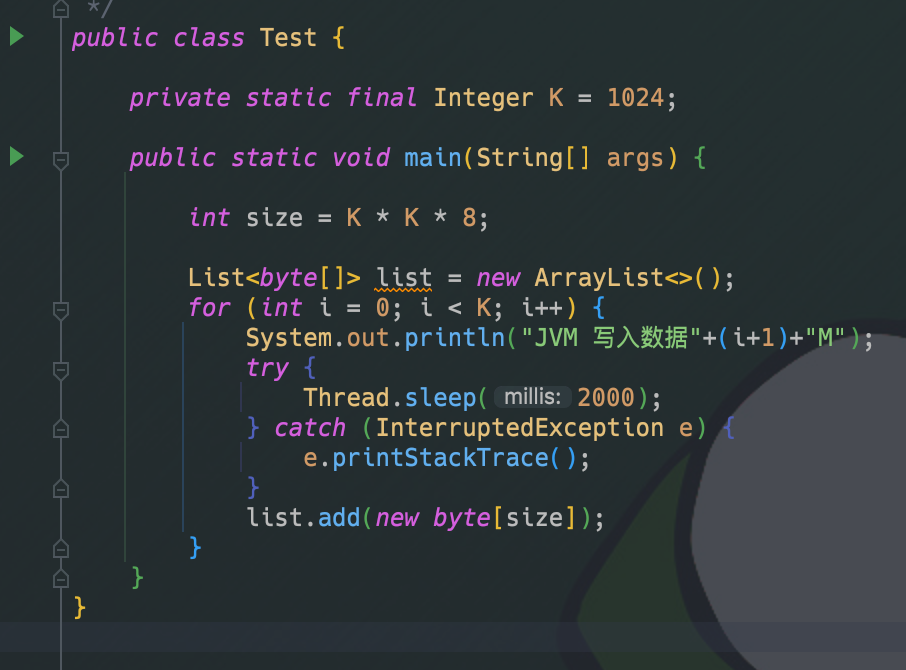 */
public class Test {
private static final Integer K = 1024;
public static void main(String[] args) {
int size = K * K * 8;
List<byte[]> list = new ArrayList<>();
for (int i = 0; i < K; i++) {
System.out.println("JVM 写入数据"+(i+1)+"M");
try {
Thread.sleep( millis: 2000);
} catch (InterruptedException e) {
e.printStackTrace();
}
list.add(new byte[size]);
}
}
}